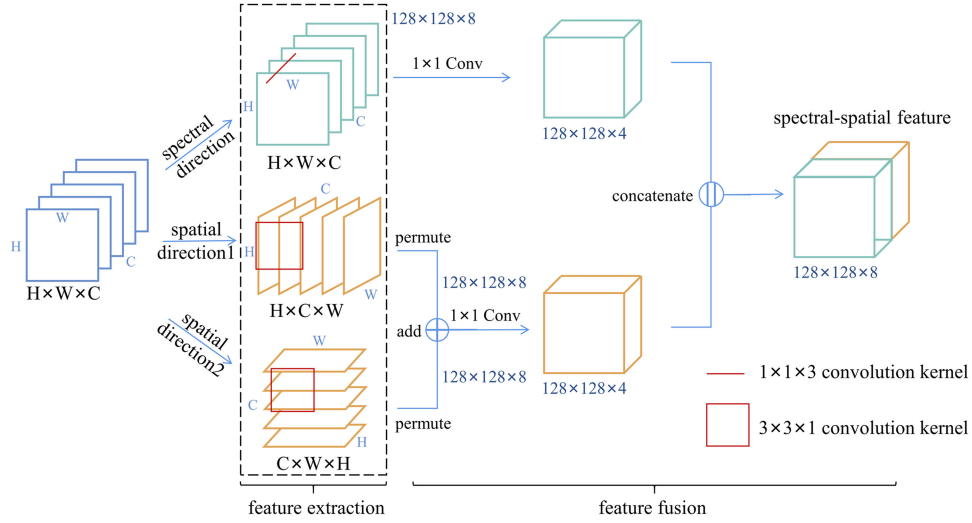 128×128×8
W
H
C
H×W×C
1×1 Conv
128×128×4
spectral
direction
W
H
C
H×W×C
spatial
direction1
C
H
W
H×C×W
permute
128×128×8
add
1×1 Conv
128×128×8
permute
128×128×4
spatial
direction2
W
C
H
C×W×H
concatenate
spectral-spatial feature
128×128×8
1×1×3 convolution kernel
3×3×1 convolution kernel
feature extraction
feature fusion